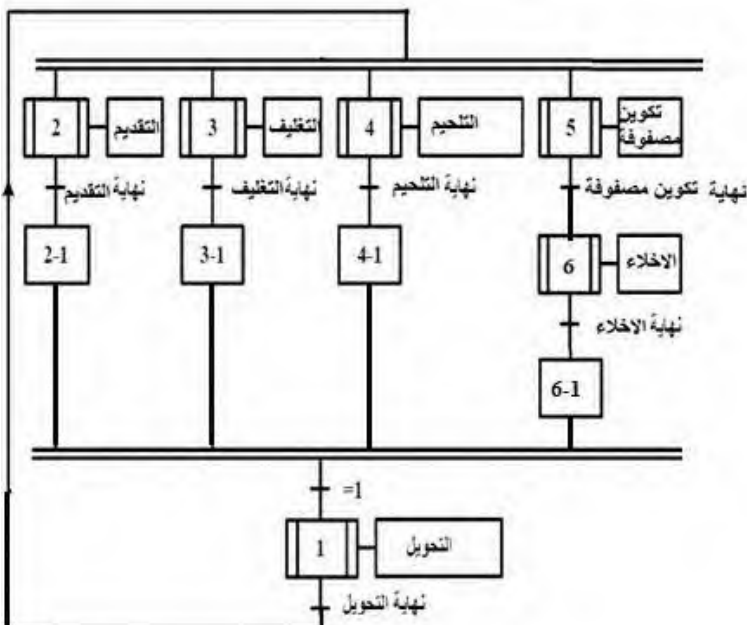 2 التقديم
3 التغليف
4 التلحيم
5 تكوين
مصفوفة
نهاية التقديم
نهاية التغليف
نهاية التلحيم
نهاية تكوين مصفوفة
2-1
3-1
4-1
6 الاخلاء
نهاية الاخلاء
6-1
=1
1 التحويل
نهاية التحويل